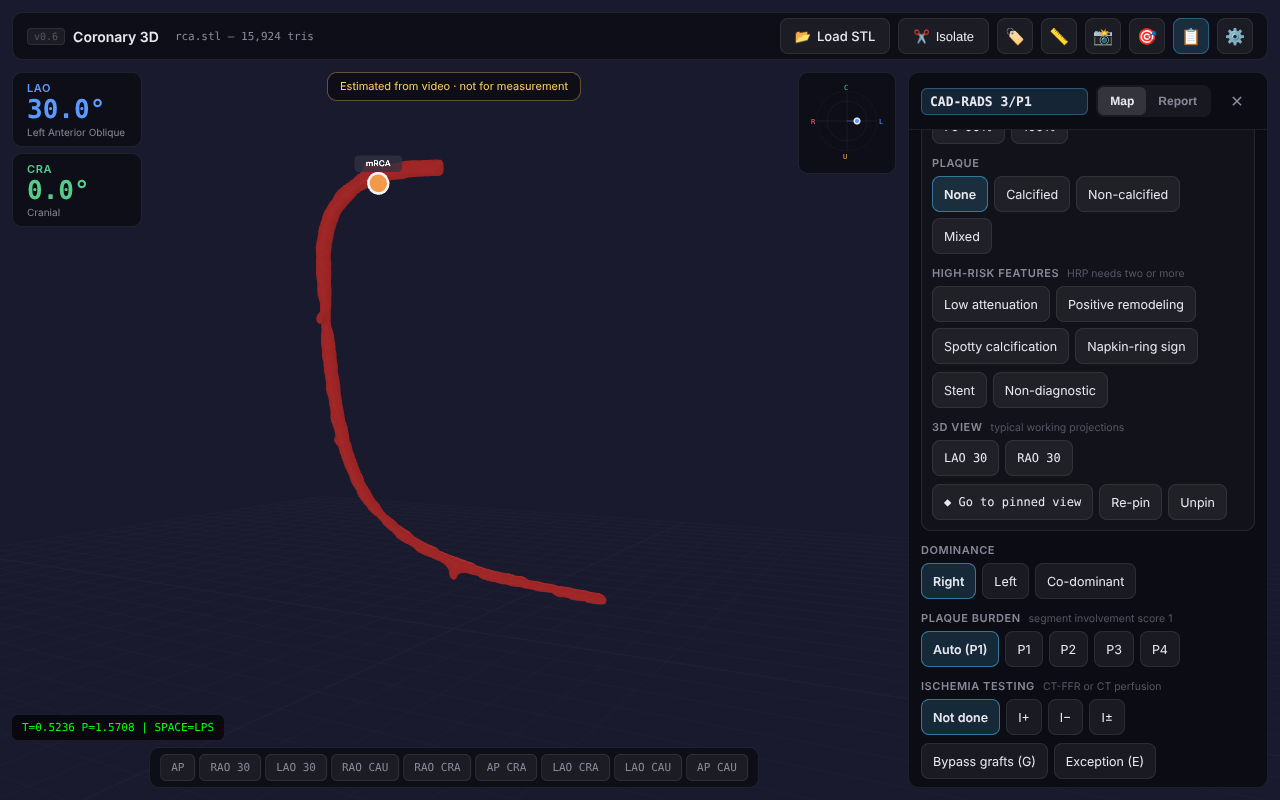 v0.6 Coronary 3D rca.stl — 15,924 tris
📂 Load STL
✂️ Isolate
LAO
30.0°
Left Anterior Oblique
CRA
0.0°
Cranial
Estimated from video · not for measurement
C
R
L
U
mRCA
CAD-RADS 3/P1
Map Report ✕
PLAQUE
None Calcified Non-calcified
Mixed
HIGH-RISK FEATURES HRP needs two or more
Low attenuation Positive remodeling
Spotty calcification Napkin-ring sign
Stent Non-diagnostic
3D VIEW typical working projections
LAO 30 RAO 30
◆ Go to pinned view Re-pin Unpin
DOMINANCE
Right Left Co-dominant
PLAQUE BURDEN segment involvement score 1
Auto (P1) P1 P2 P3 P4
ISCHEMIA TESTING CT-FFR or CT perfusion
Not done I+ I− I±
Bypass grafts (G) Exception (E)
T=0.5236 P=1.5708 | SPACE=LPS
AP RAO 30 LAO 30 RAO CAU RAO CRA AP CRA LAO CRA LAO CAU AP CAU